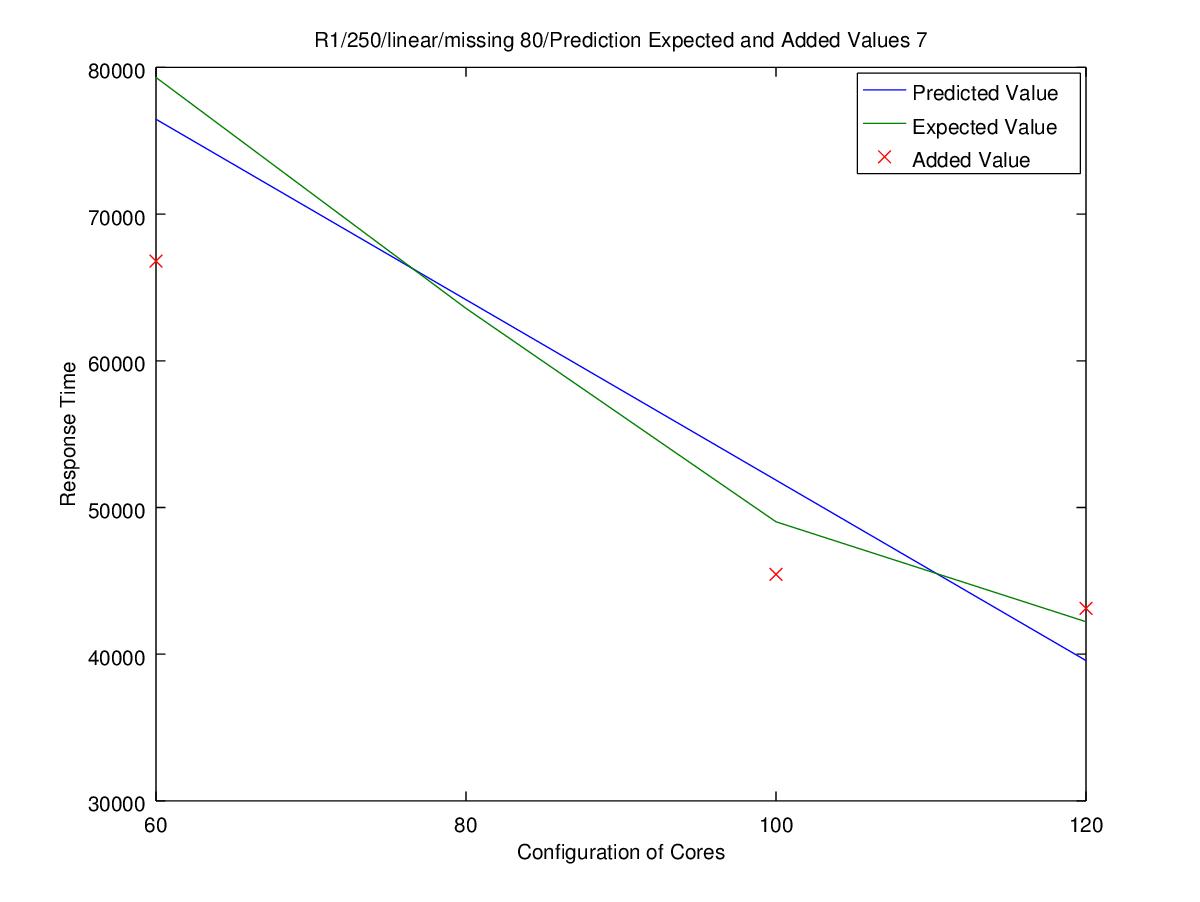 R1/250/linear/missing 80/Prediction Expected and Added Values 7
80000
70000
60000
50000
40000
30000
Response Time
Predicted Value
Expected Value
Added Value
60 80 100 120
Configuration of Cores